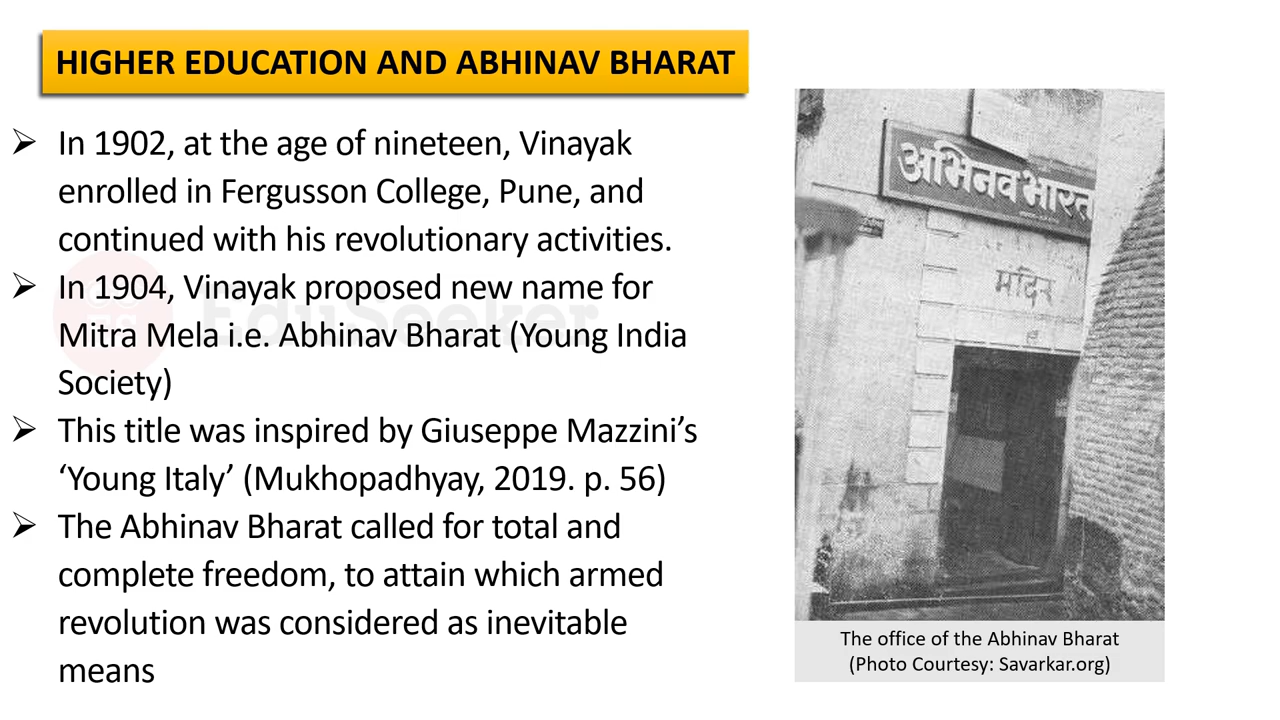 HIGHER EDUCATION AND ABHINAV BHARAT
➢ In 1902, at the age of nineteen, Vinayak
enrolled in Fergusson College, Pune, and
continued with his revolutionary activities.
➢ In 1904, Vinayak proposed new name for
Mitra Mela i.e. Abhinav Bharat (Young India
Society)
➢ This title was inspired by Giuseppe Mazzini’s
‘Young Italy’ (Mukhopadhyay, 2019. p. 56)
➢ The Abhinav Bharat called for total and
complete freedom, to attain which armed
revolution was considered as inevitable
means
EduSeeker
अभिनव भारत
मंदिर
The office of the Abhinav Bharat
(Photo Courtesy: Savarkar.org)